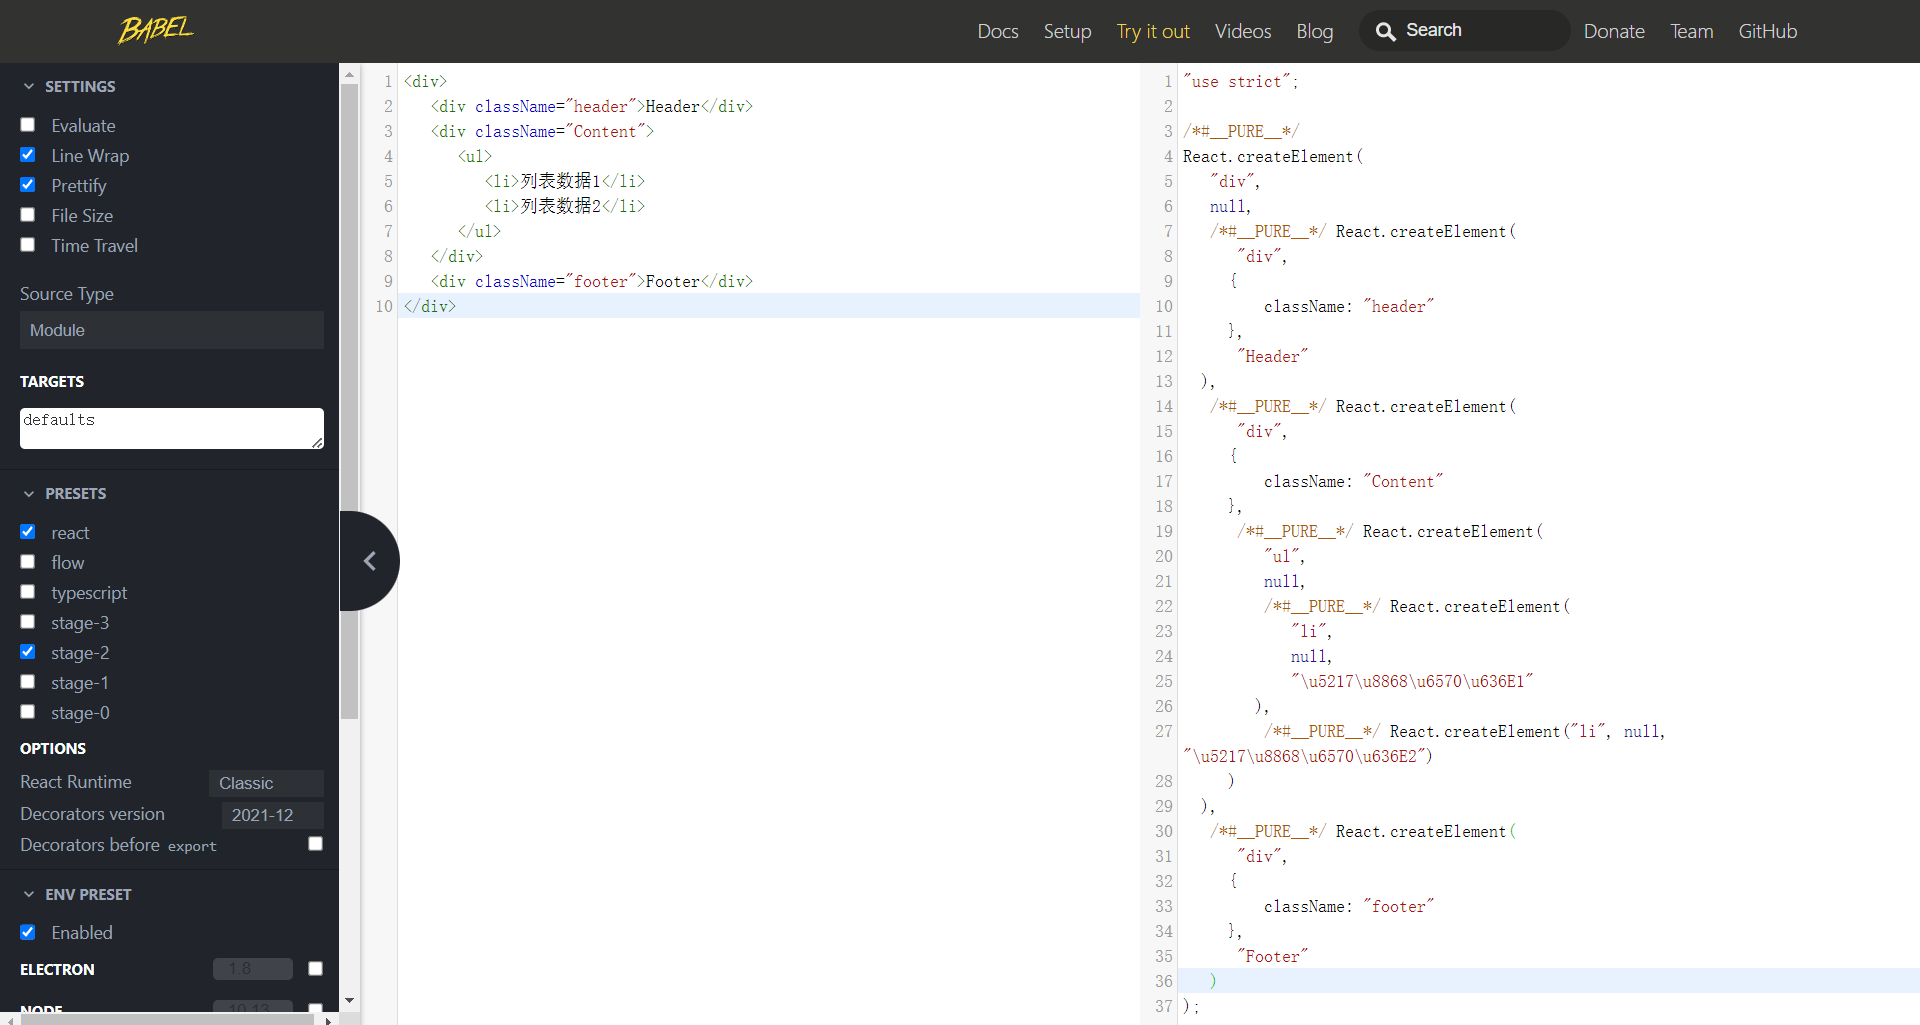 BABEL
Docs Setup Try it out Videos Blog Search Donate Team GitHub
SETTINGS
Evaluate
Line Wrap
Prettify
File Size
Time Travel
Source Type
Module
TARGETS
defaults
PRESETS
react
flow
typescript
stage-3
stage-2
stage-1
stage-0
OPTIONS
React Runtime Classic
Decorators version 2021-12
Decorators before export
ENV PRESET
Enabled
ELECTRON 1.8
NODE 10.13
1 <div>
2 <div className="header">Header</div>
3 <div className="Content">
4 <ul>
5 <li>列表数据1</li>
6 <li>列表数据2</li>
7 </ul>
8 </div>
9 <div className="footer">Footer</div>
10 </div>
1 "use strict";
2
3 /*#__PURE__*/
4 React.createElement(
5 "div",
6 null,
7 /*#__PURE__*/ React.createElement(
8 "div",
9 {
10 className: "header"
11 },
12 "Header"
13 ),
14 /*#__PURE__*/ React.createElement(
15 "div",
16 {
17 className: "Content"
18 },
19 /*#__PURE__*/ React.createElement(
20 "ul",
21 null,
22 /*#__PURE__*/ React.createElement(
23 "li",
24 null,
25 "\u5217\u8868\u6570\u636E1"
26 ),
27 /*#__PURE__*/ React.createElement("li", null,
"\u5217\u8868\u6570\u636E2")
28 )
29 ),
30 /*#__PURE__*/ React.createElement(
31 "div",
32 {
33 className: "footer"
34 },
35 "Footer"
36 )
37 );